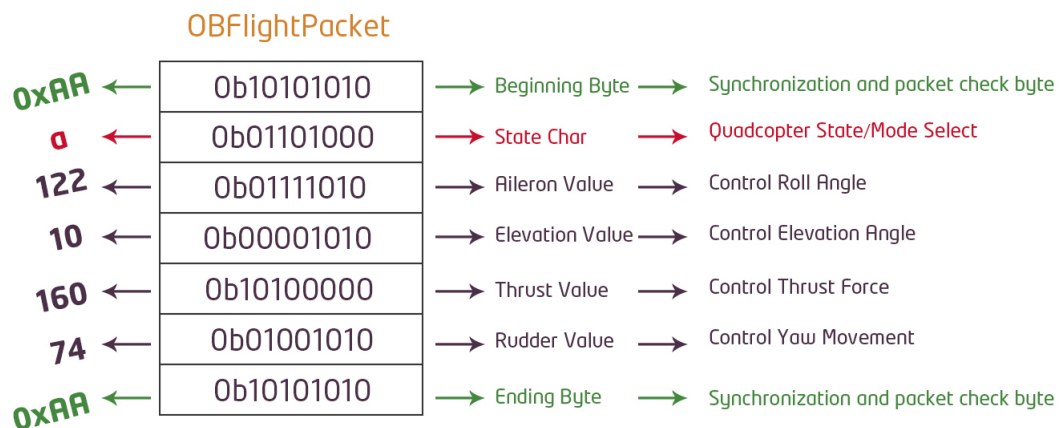 OBFlightPacket
0xAA 0b10101010 Beginning Byte Synchronization and packet check byte
a 0b01101000 State Char Quadcopter State/Mode Select
122 0b01111010 Aileron Value Control Roll Angle
10 0b00001010 Elevation Value Control Elevation Angle
160 0b10100000 Thrust Value Control Thrust Force
74 0b01001010 Rudder Value Control Yaw Movement
0xAA 0b10101010 Ending Byte Synchronization and packet check byte